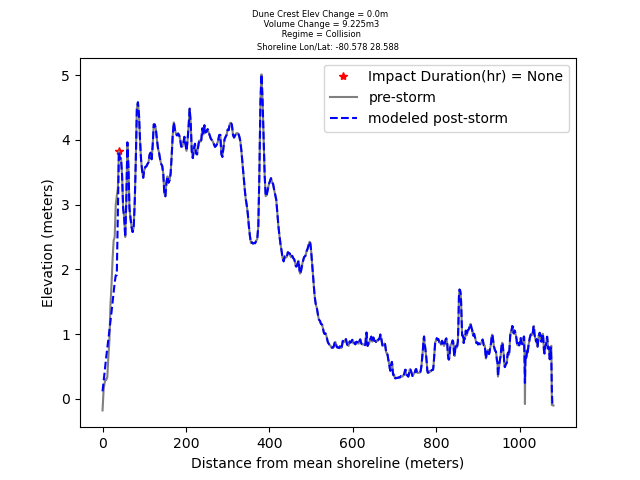 Dune Crest Elev Change = 0.0m
Volume Change = 9.225m3
Regime = Collision
Shoreline Lon/Lat: -80.578 28.588
Impact Duration(hr) = None
pre-storm
modeled post-storm
Elevation (meters)
5
4
3
2
1
0
0 200 400 600 800 1000
Distance from mean shoreline (meters)